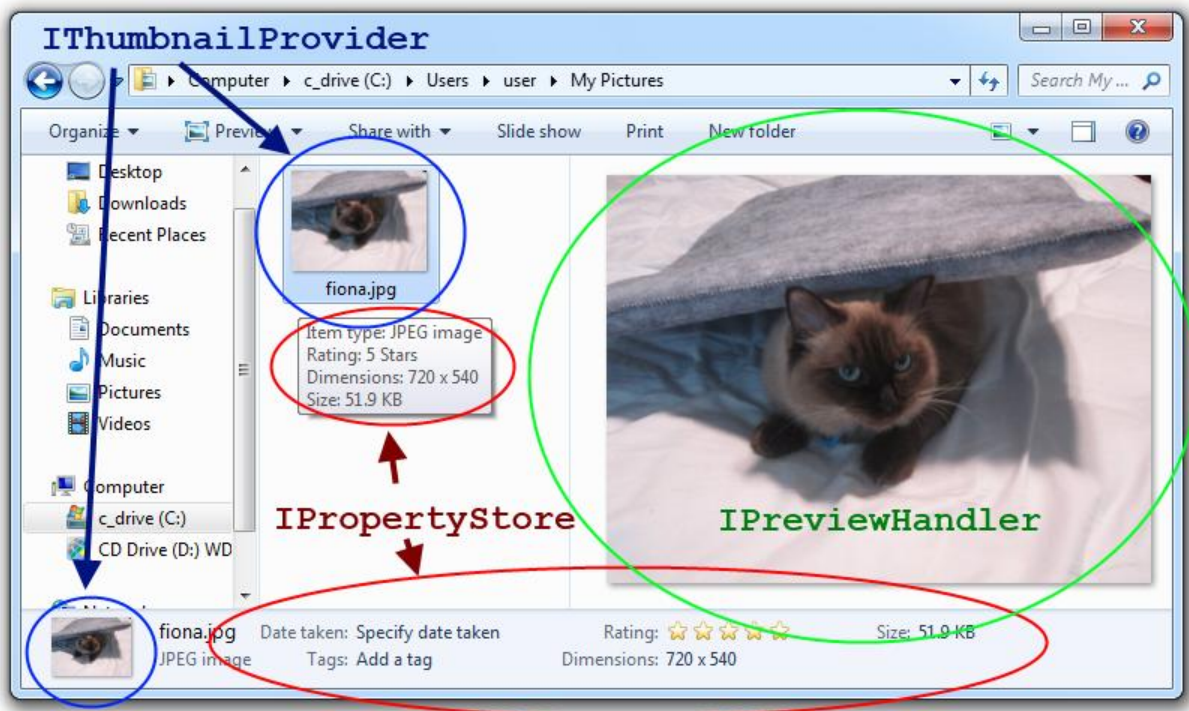 IThumbnailProvider
Computer c_drive (C:) Users user My Pictures
Search My ...
Organize Preview Share with Slide show Print New folder
Desktop
Downloads
Recent Places
Libraries
Documents
Music
Pictures
Videos
Computer
c_drive (C:)
CD Drive (D:) WD
fiona.jpg
Item type: JPEG image
Rating: 5 Stars
Dimensions: 720 x 540
Size: 51.9 KB
IPropertyStore
IPreviewHandler
fiona.jpg Date taken: Specify date taken Rating: Size: 51.9 KB
JPEG image Tags: Add a tag Dimensions: 720 x 540